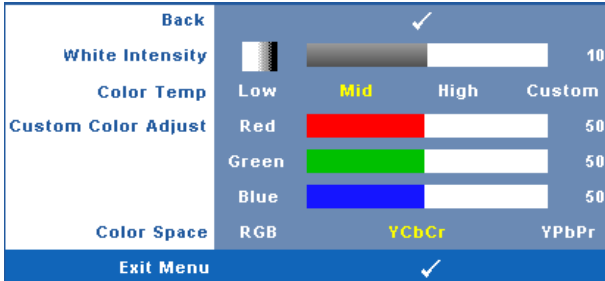 Back
White Intensity 10
Color Temp Low Mid High Custom
Custom Color Adjust Red 50
Green 50
Blue 50
Color Space RGB YCbCr YPbPr
Exit Menu